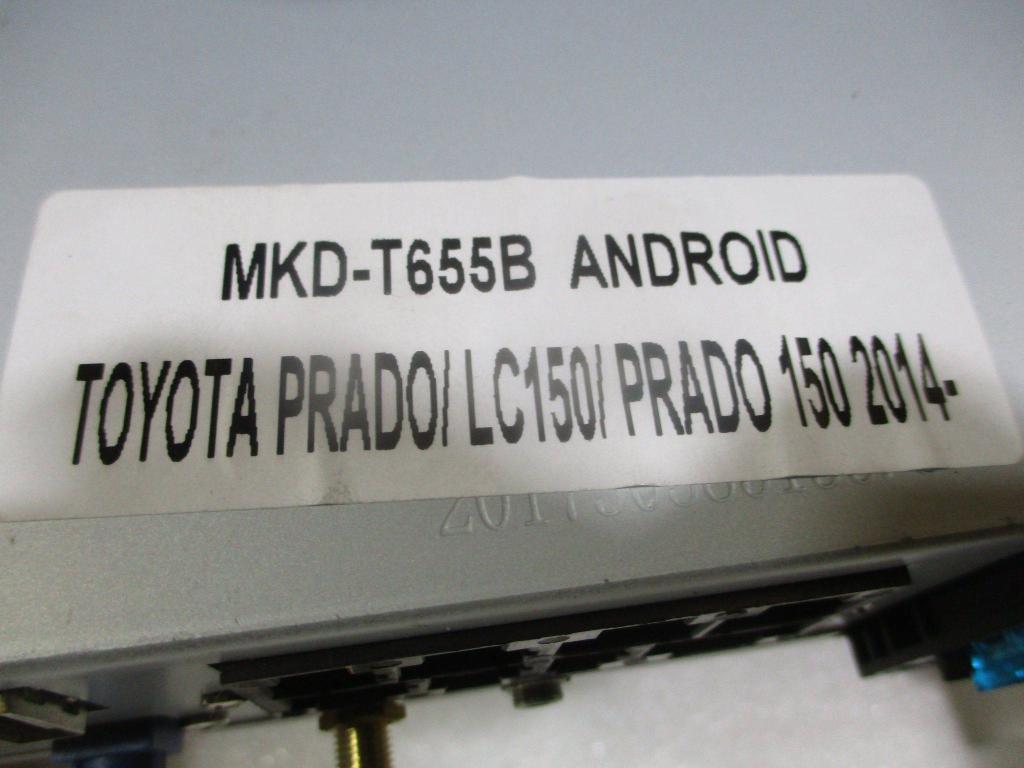 MKD-T655B ANDROID
TOYOTA PRADO/ LC150/ PRADO 150 2014-